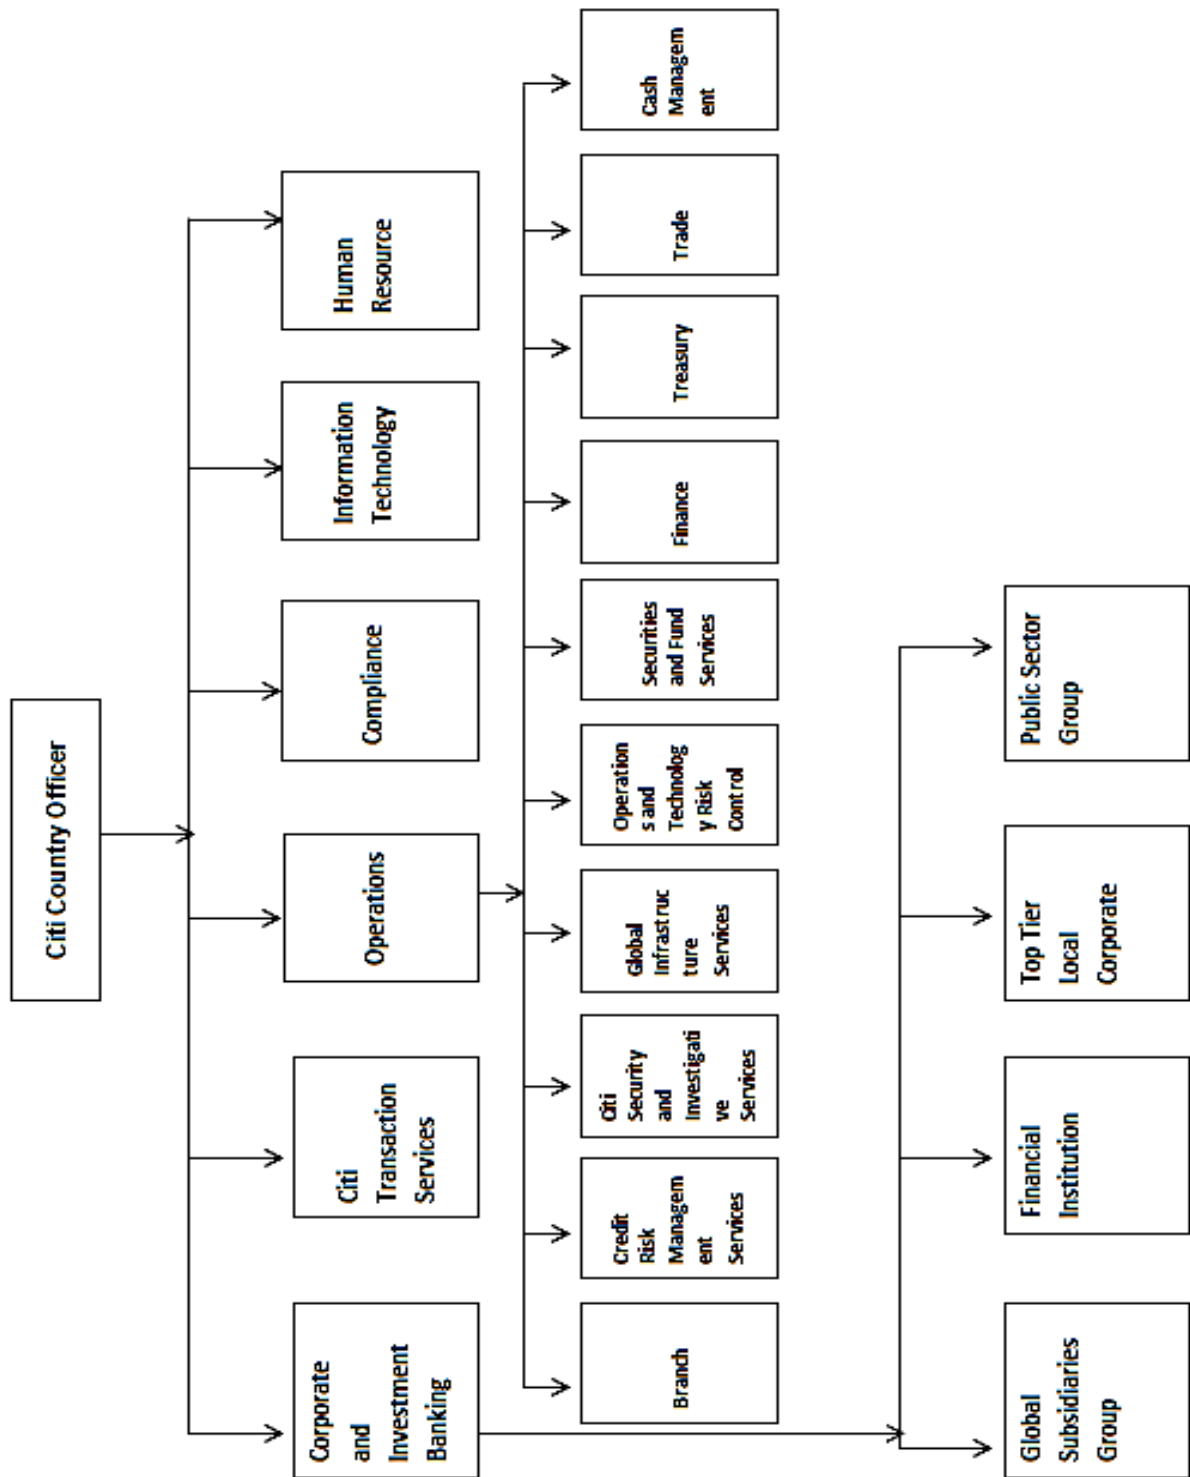 Citi Country Officer
Corporate
and
Investment
Banking
Citi
Transaction
Services
Operations
Compliance
Information
Technology
Human
Resource
Branch
Credit
Risk
Managem
ent
Services
Citi
Security
and
Investigati
ve
Services
Global
Infrastruc
ture
Services
Operation
s and
Technolog
y Risk
Control
Securities
and Fund
Services
Finance
Treasury
Trade
Cash
Managem
ent
Global
Subsidiaries
Group
Financial
Institution
Top Tier
Local
Corporate
Public Sector
Group